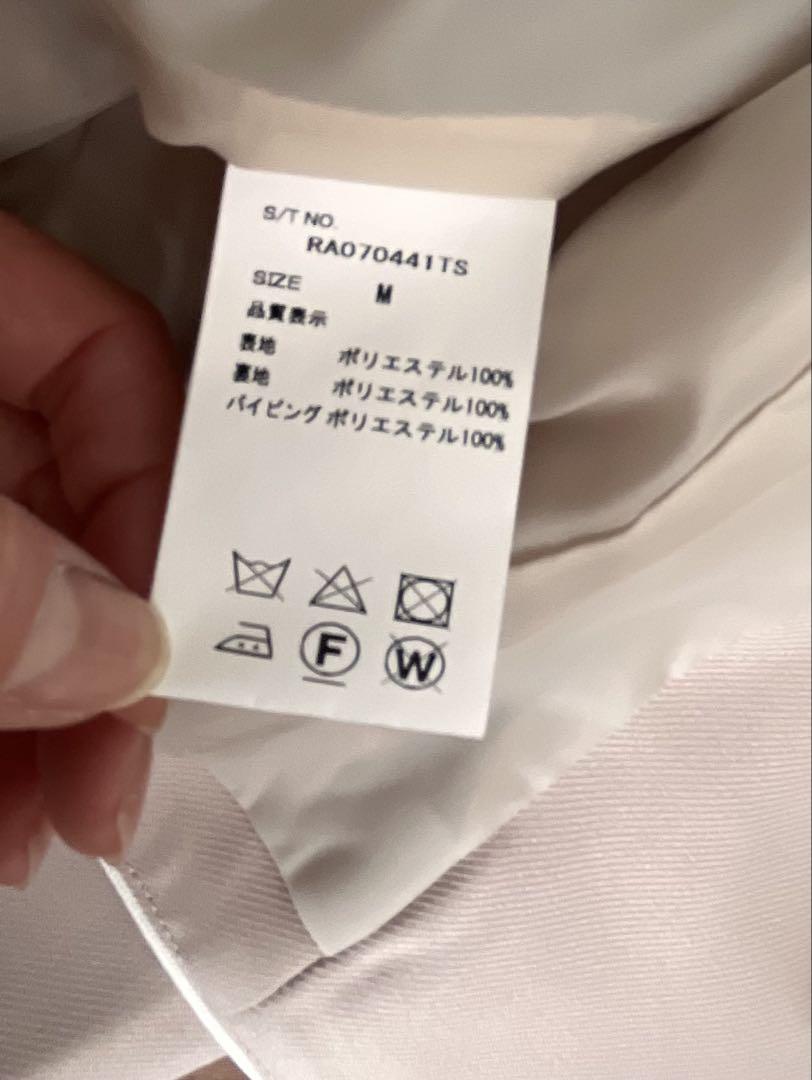 S/T NO.
RA070441TS
SIZE M
品質表示
表地 ポリエステル100%
裏地 ポリエステル100%
パイピング ポリエステル100%
F W